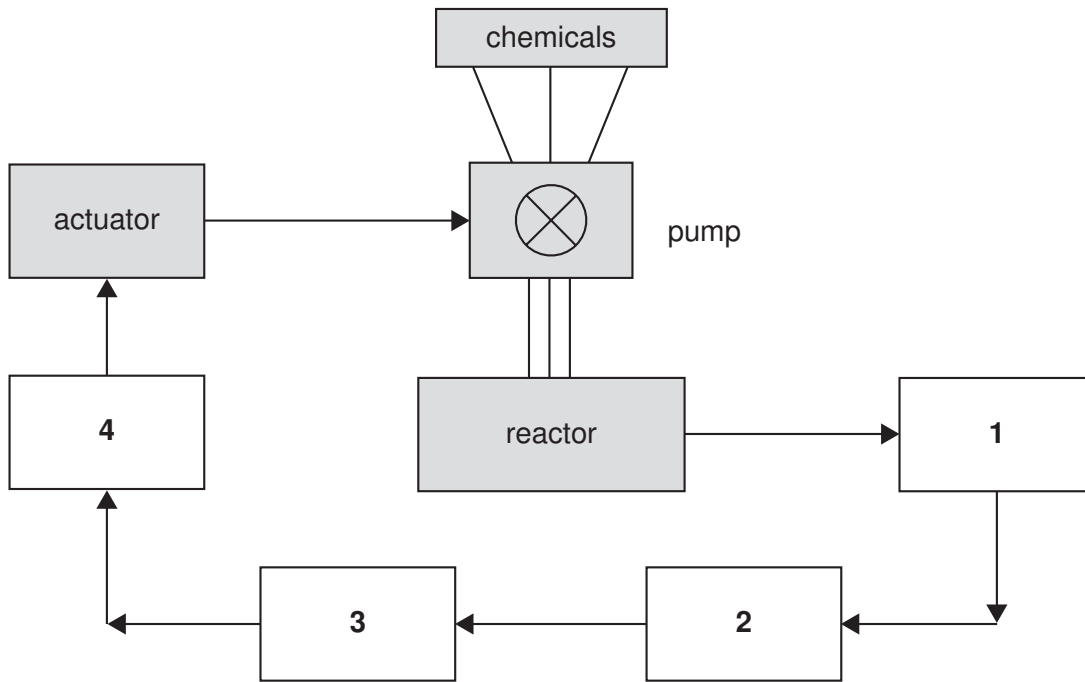 chemicals
actuator
pump
4
reactor
1
3
2